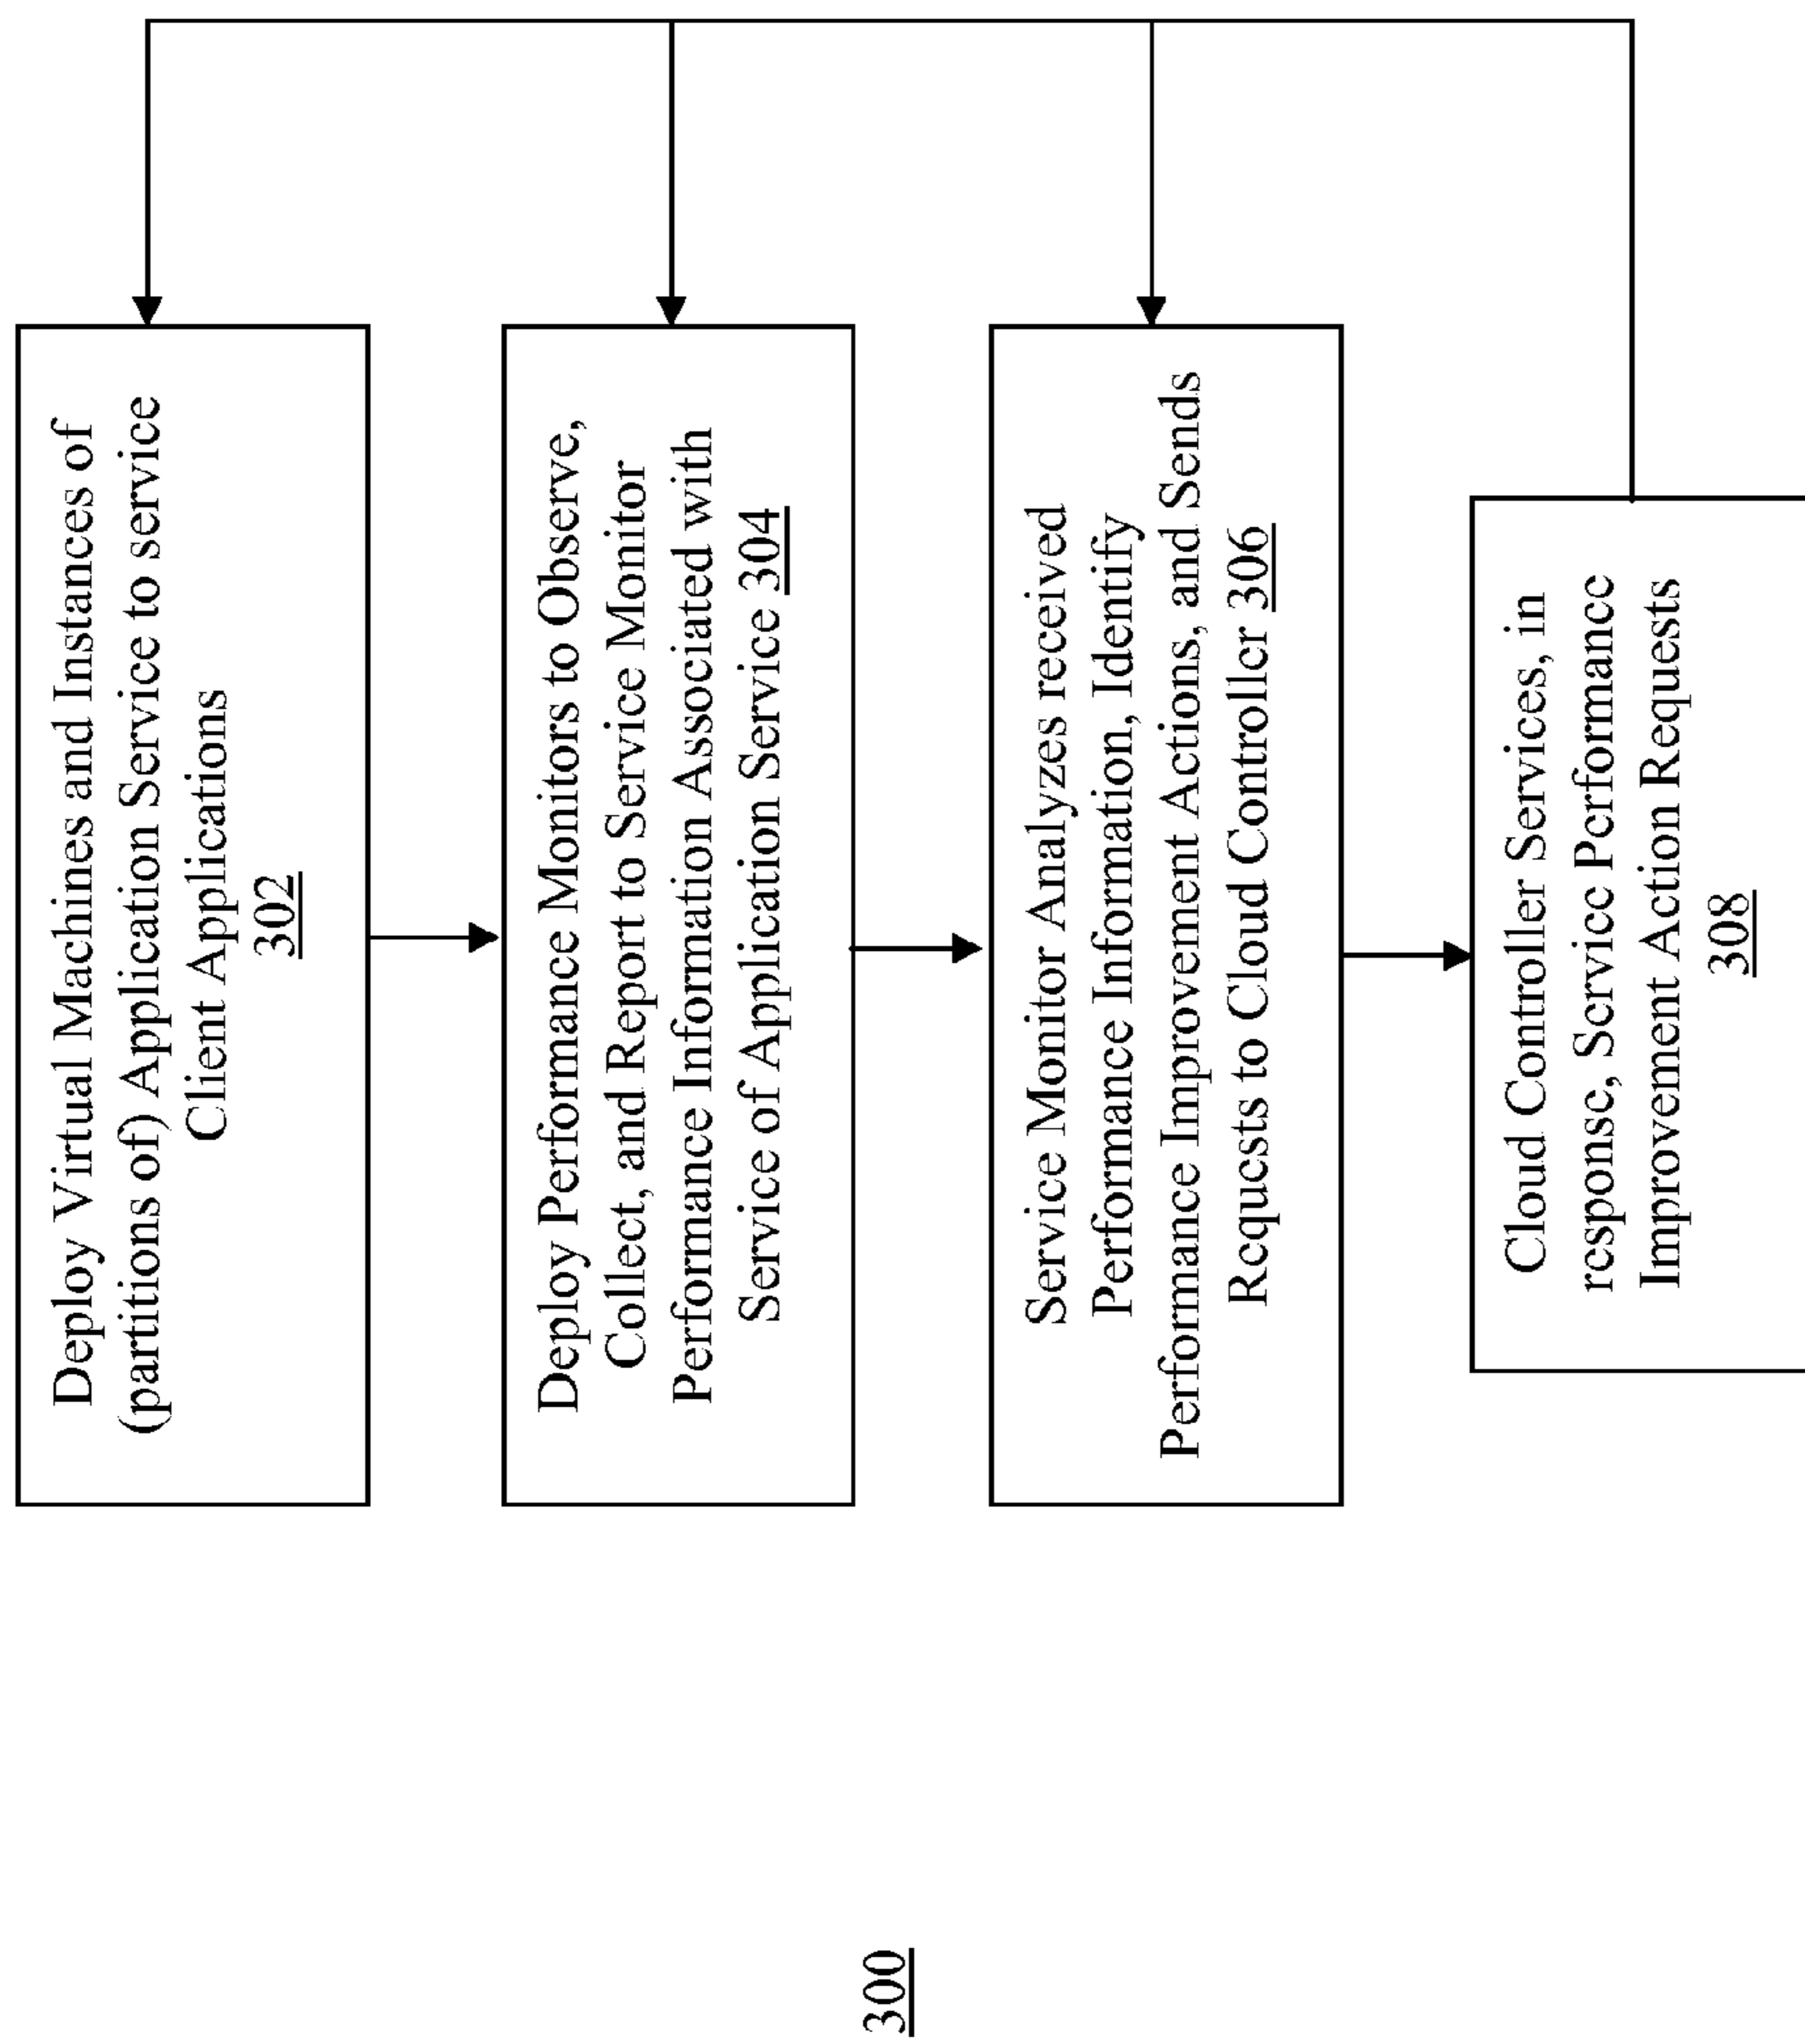 Deploy Virtual Machines and Instances of
(partitions of) Application Service to service
Client Applications
302
Deploy Performance Monitors to Observe,
Collect, and Report to Service Monitor
Performance Information Associated with
Service of Application Service 304
Service Monitor Analyzes received
Performance Information, Identify
Performance Improvement Actions, and Sends
Requests to Cloud Controller 306
Cloud Controller Services, in
response, Service Performance
Improvement Action Requests
308
300